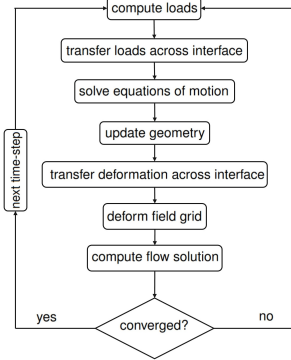 compute loads
transfer loads across interface
solve equations of motion
update geometry
next time-step
transfer deformation across interface
deform field grid
compute flow solution
yes
converged?
no